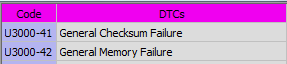 Code DTCs
U3000-41 General Checksum Failure
U3000-42 General Memory Failure